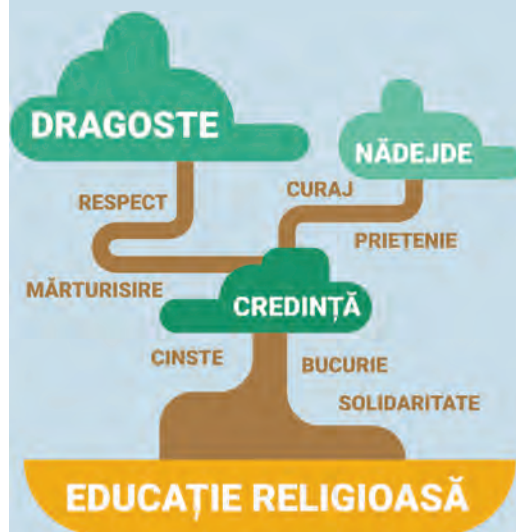 DRAGOSTE
NĂDEJDE
RESPECT
CURAJ
PRIETENIE
MĂRTURISIRE
CREDINȚĂ
CINSTE
BUCURIE
SOLIDARITATE
EDUCAȚIE RELIGIOASĂ